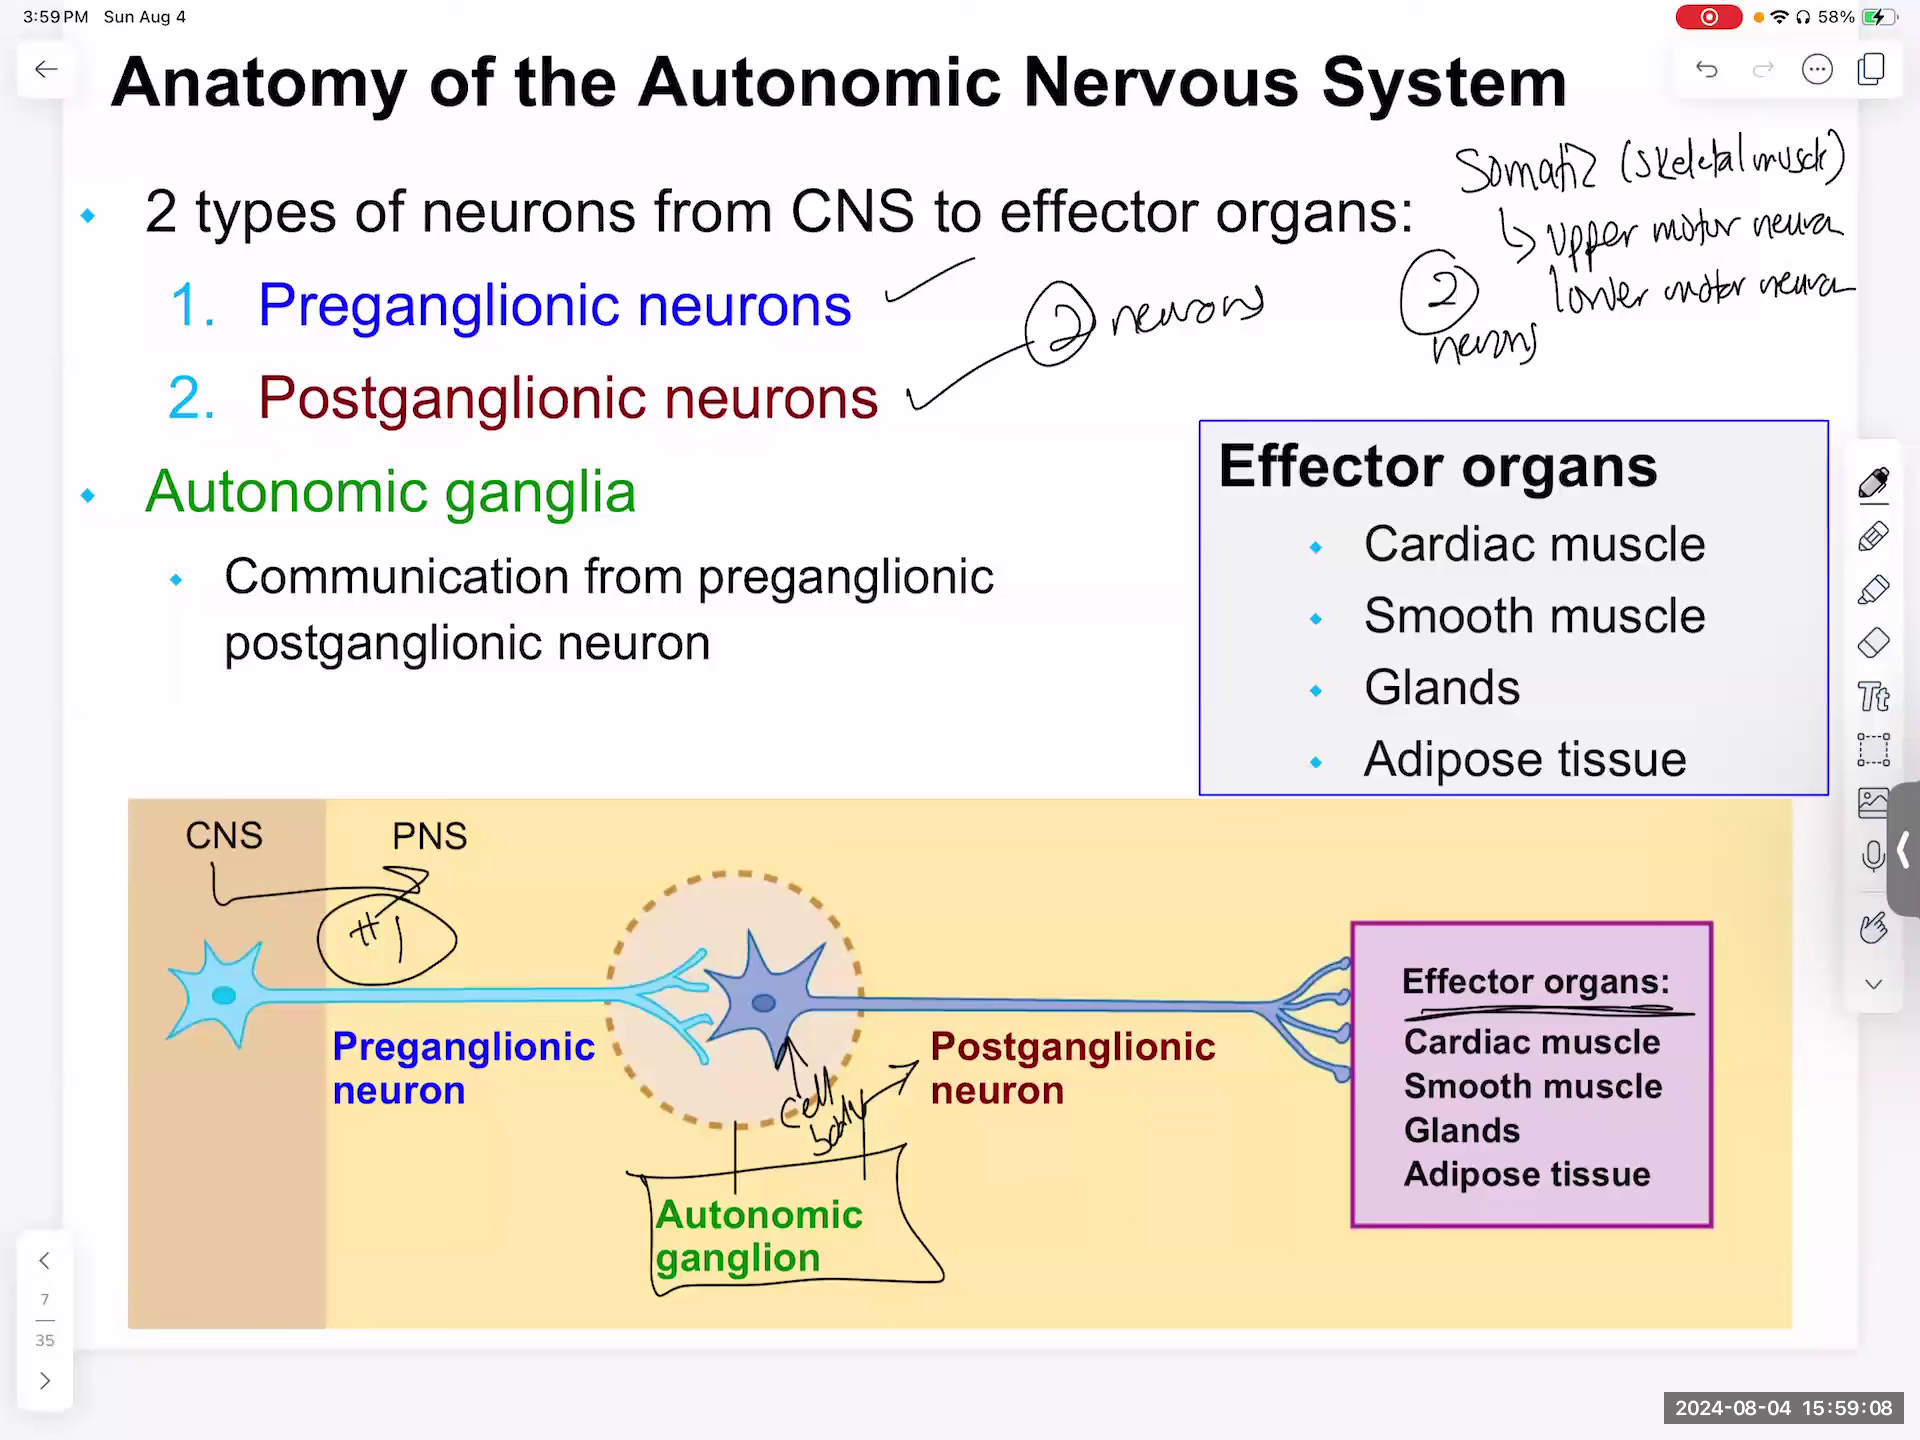 3:59 PM Sun Aug 4
58%
Anatomy of the Autonomic Nervous System
Somatic (skeletal muscle)
upper motor neuron
lower motor neuron
2
neurons
2 types of neurons from CNS to effector organs:
1. Preganglionic neurons
2 neurons
2. Postganglionic neurons
Autonomic ganglia
Communication from preganglionic
postganglionic neuron
Effector organs
Cardiac muscle
Smooth muscle
Glands
Adipose tissue
Tt
CNS
PNS
#1
Preganglionic
neuron
cell
body
Postganglionic
neuron
Autonomic
ganglion
Effector organs:
Cardiac muscle
Smooth muscle
Glands
Adipose tissue
7
35
2024-08-04 15:59:08